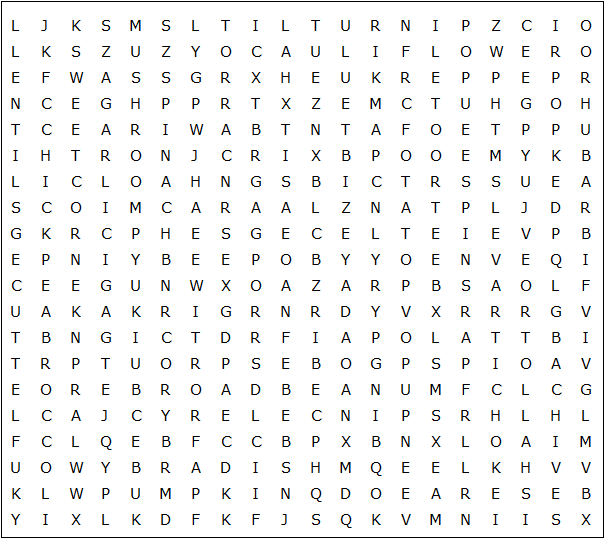 L J K S M S L T I L T U R N I P Z C I O
L K S Z U Z Y O C A U L I F L O W E R O
E F W A S S G R X H E U K R E P P E P R
N C E G H P P R T X Z E M C T U H G O H
T C E A R I W A B T N T A F O E T P P U
I H T R O N J C R I X B P O O E M Y K B
L I C L O A H N G S B I C T R S S U E A
S C O I M C A R A A L Z N A T P L J D R
G K R C P H E S G E C E L T E I E V P B
E P N I Y B E E P O B Y Y O E N V E Q I
C E E G U N W X O A Z A R P B S A O L F
U A K A K R I G R N R D Y V X R R R G V
T B N G I C T D R F I A P O L A T T B I
T R P T U O R P S E B O G P S P I O A V
E O R E B R O A D B E A N U M F C L C G
L C A J C Y R E L E C N I P S R H L H L
F C L Q E B F C C B P X B N X L O A I M
U O W Y B R A D I S H M Q E E L K H V V
K L W P U M P K I N Q D O E A R E S E B
Y I X L K D F K F J S Q K V M N I I S X